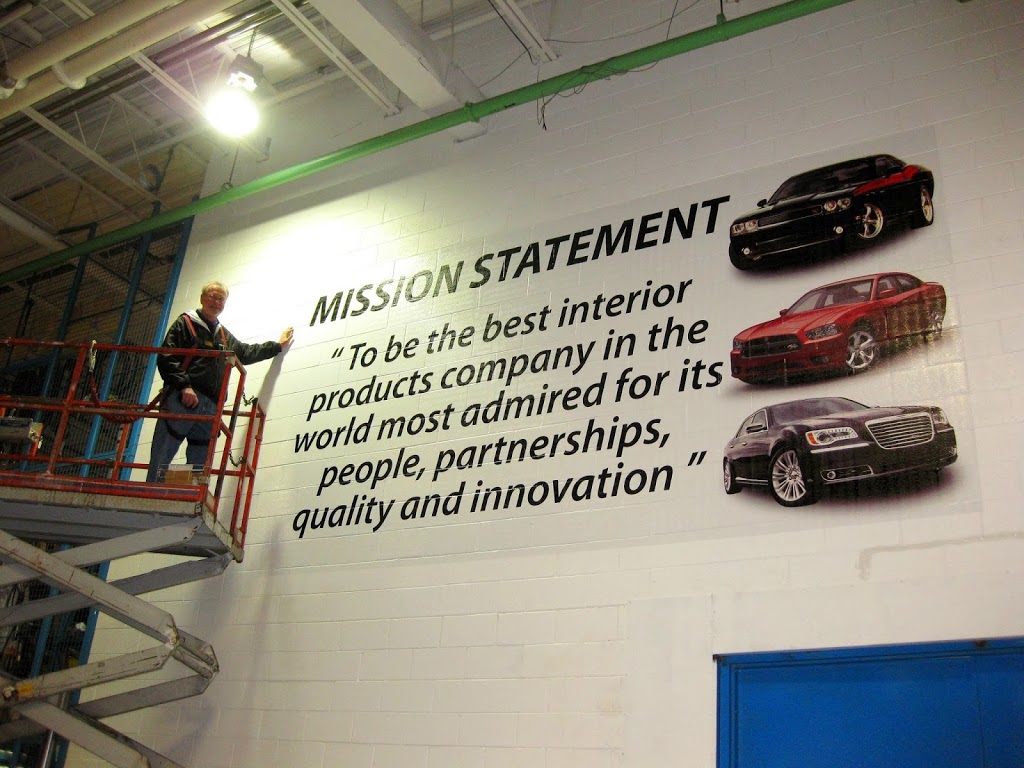 MISSION STATEMENT
“To be the best interior
products company in the
world most admired for its
people, partnerships,
quality and innovation ”